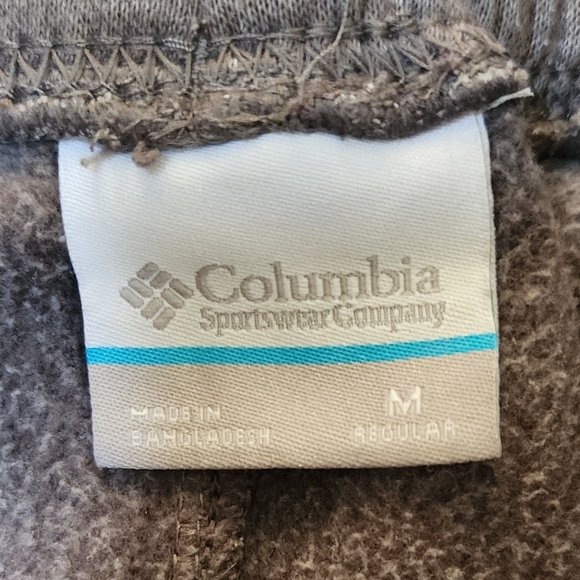 Columbia
Sportswear Company
MADE IN
BANGLADESH
M
REGULAR